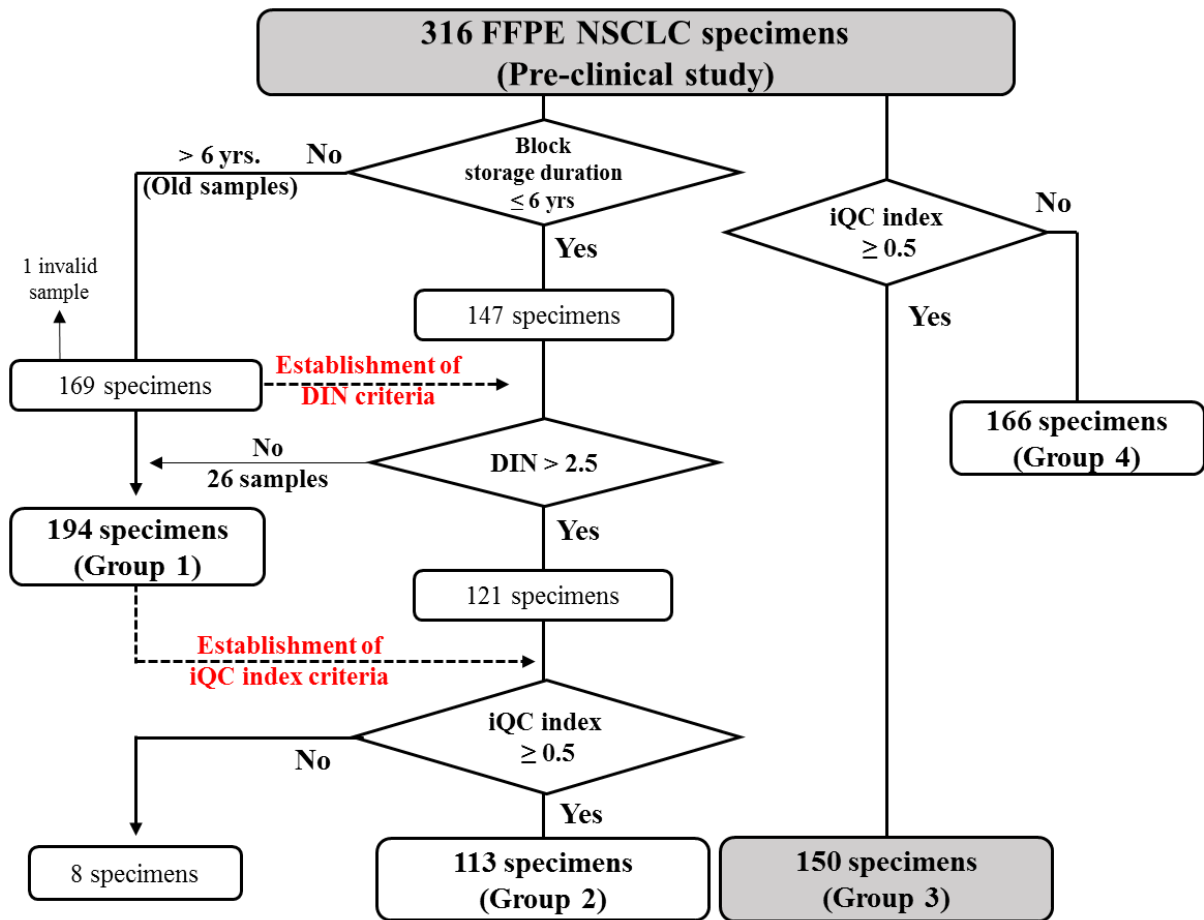 316 FFPE NSCLC specimens
(Pre-clinical study)
> 6 yrs.
(Old samples)
No
Block
storage duration
≤ 6 yrs
Yes
iQC index
≥ 0.5
No
Yes
1 invalid
sample
147 specimens
169 specimens
Establishment of
DIN criteria
166 specimens
(Group 4)
No
26 samples
DIN > 2.5
Yes
194 specimens
(Group 1)
121 specimens
Establishment of
iQC index criteria
iQC index
≥ 0.5
No
Yes
8 specimens
113 specimens
(Group 2)
150 specimens
(Group 3)